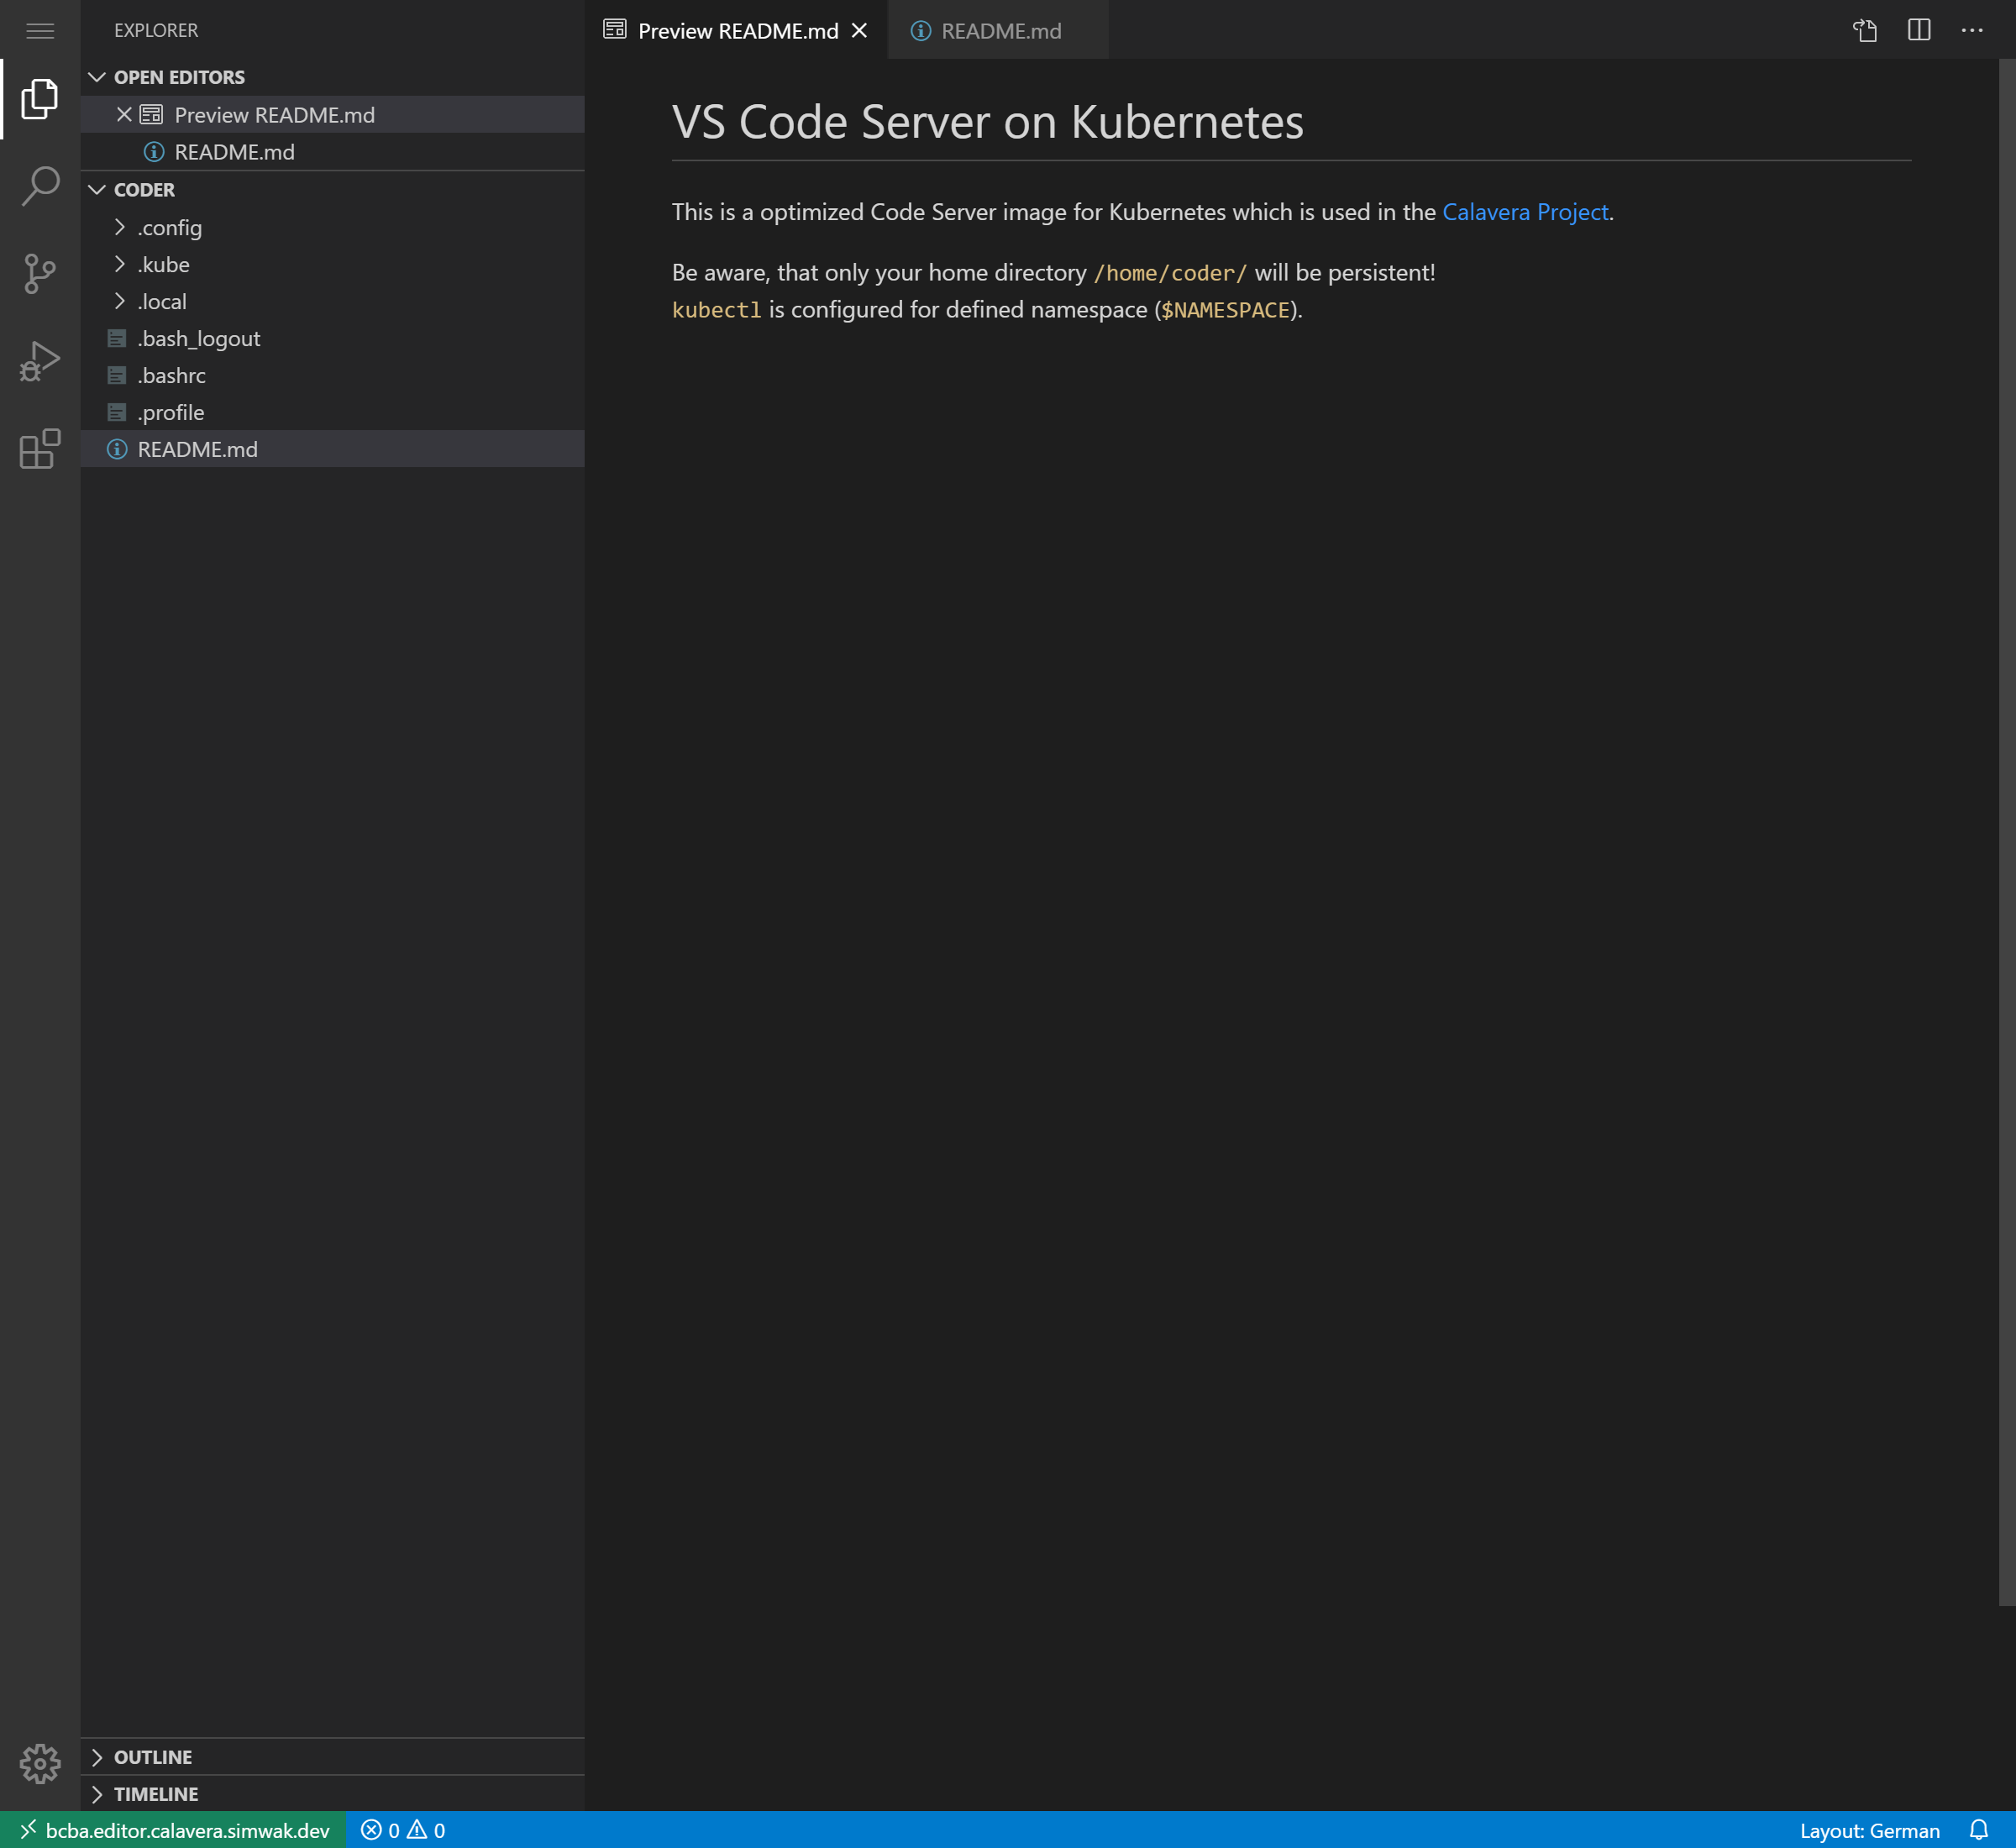 EXPLORER
OPEN EDITORS
Preview README.md
README.md
CODER
.config
.kube
.local
.bash_logout
.bashrc
.profile
README.md
OUTLINE
TIMELINE
Preview README.md
README.md
VS Code Server on Kubernetes
This is a optimized Code Server image for Kubernetes which is used in the Calavera Project.
Be aware, that only your home directory /home/coder/ will be persistent!
kubectl is configured for defined namespace ($NAMESPACE).
bcba.editor.calavera.simwak.dev 0 0 Layout: German